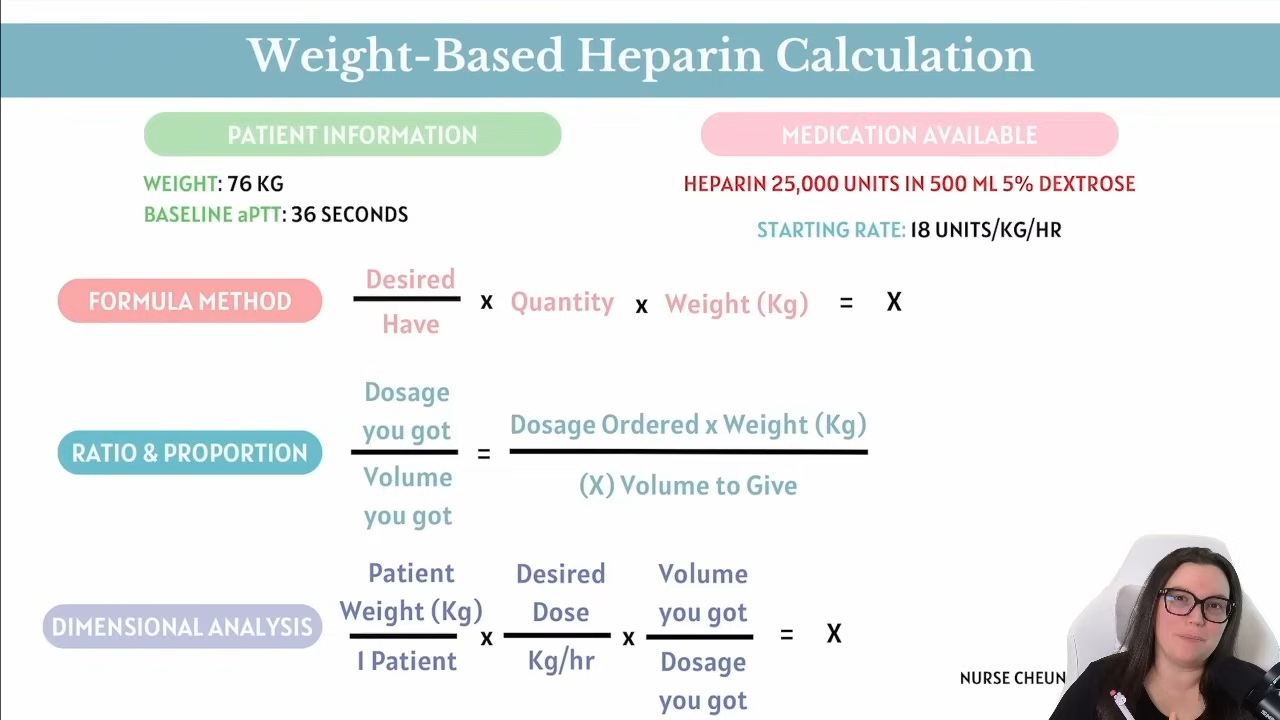 Weight-Based Heparin Calculation
PATIENT INFORMATION
WEIGHT: 76 KG
BASELINE aPTT: 36 SECONDS
MEDICATION AVAILABLE
HEPARIN 25,000 UNITS IN 500 ML 5% DEXTROSE
STARTING RATE: 18 UNITS/KG/HR
FORMULA METHOD
Desired
Have
x Quantity x Weight (Kg) = X
RATIO & PROPORTION
Dosage
you got
Volume
you got
=
Dosage Ordered x Weight (Kg)
(X) Volume to Give
DIMENSIONAL ANALYSIS
Patient
Weight (Kg)
1 Patient
x
Desired
Dose
Kg/hr
x
Volume
you got
Dosage
you got
= X
NURSE CHEUN